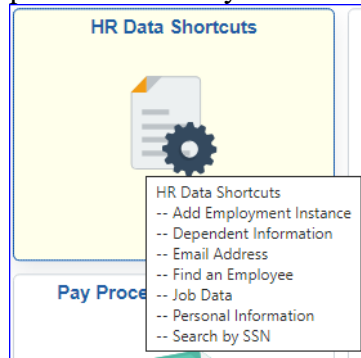 HR Data Shortcuts
HR Data Shortcuts
-- Add Employment Instance
-- Dependent Information
-- Email Address
-- Find an Employee
-- Job Data
-- Personal Information
-- Search by SSN
Pay Proce